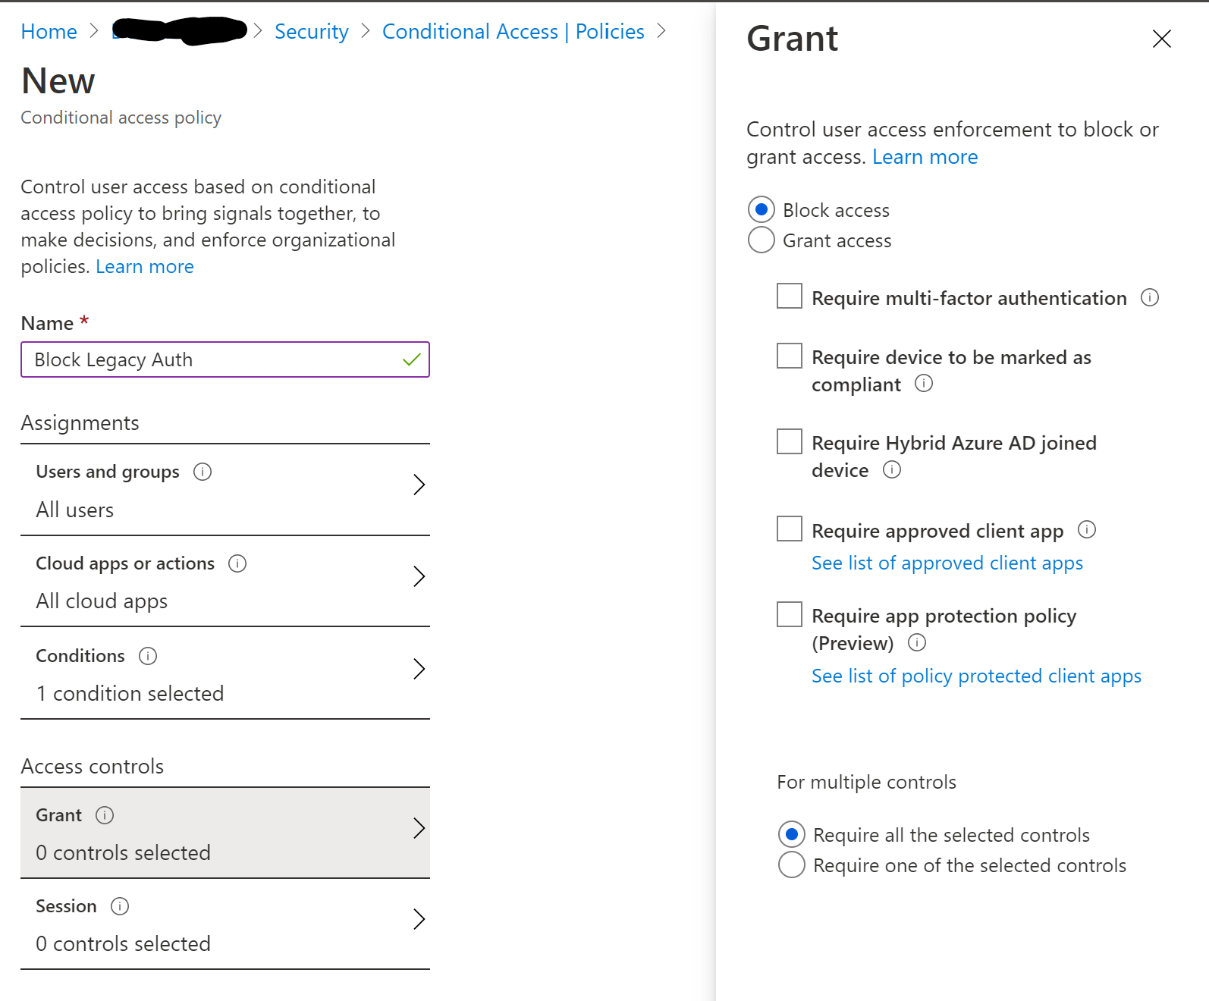 Home > > Security > Conditional Access | Policies >
New
Conditional access policy
Control user access based on conditional
access policy to bring signals together, to
make decisions, and enforce organizational
policies. Learn more
Name *
Block Legacy Auth
Assignments
Users and groups
All users
Cloud apps or actions
All cloud apps
Conditions
1 condition selected
Access controls
Grant
0 controls selected
Session
0 controls selected
Grant
Control user access enforcement to block or
grant access. Learn more
Block access
Grant access
Require multi-factor authentication
Require device to be marked as
compliant
Require Hybrid Azure AD joined
device
Require approved client app
See list of approved client apps
Require app protection policy
(Preview)
See list of policy protected client apps
For multiple controls
Require all the selected controls
Require one of the selected controls